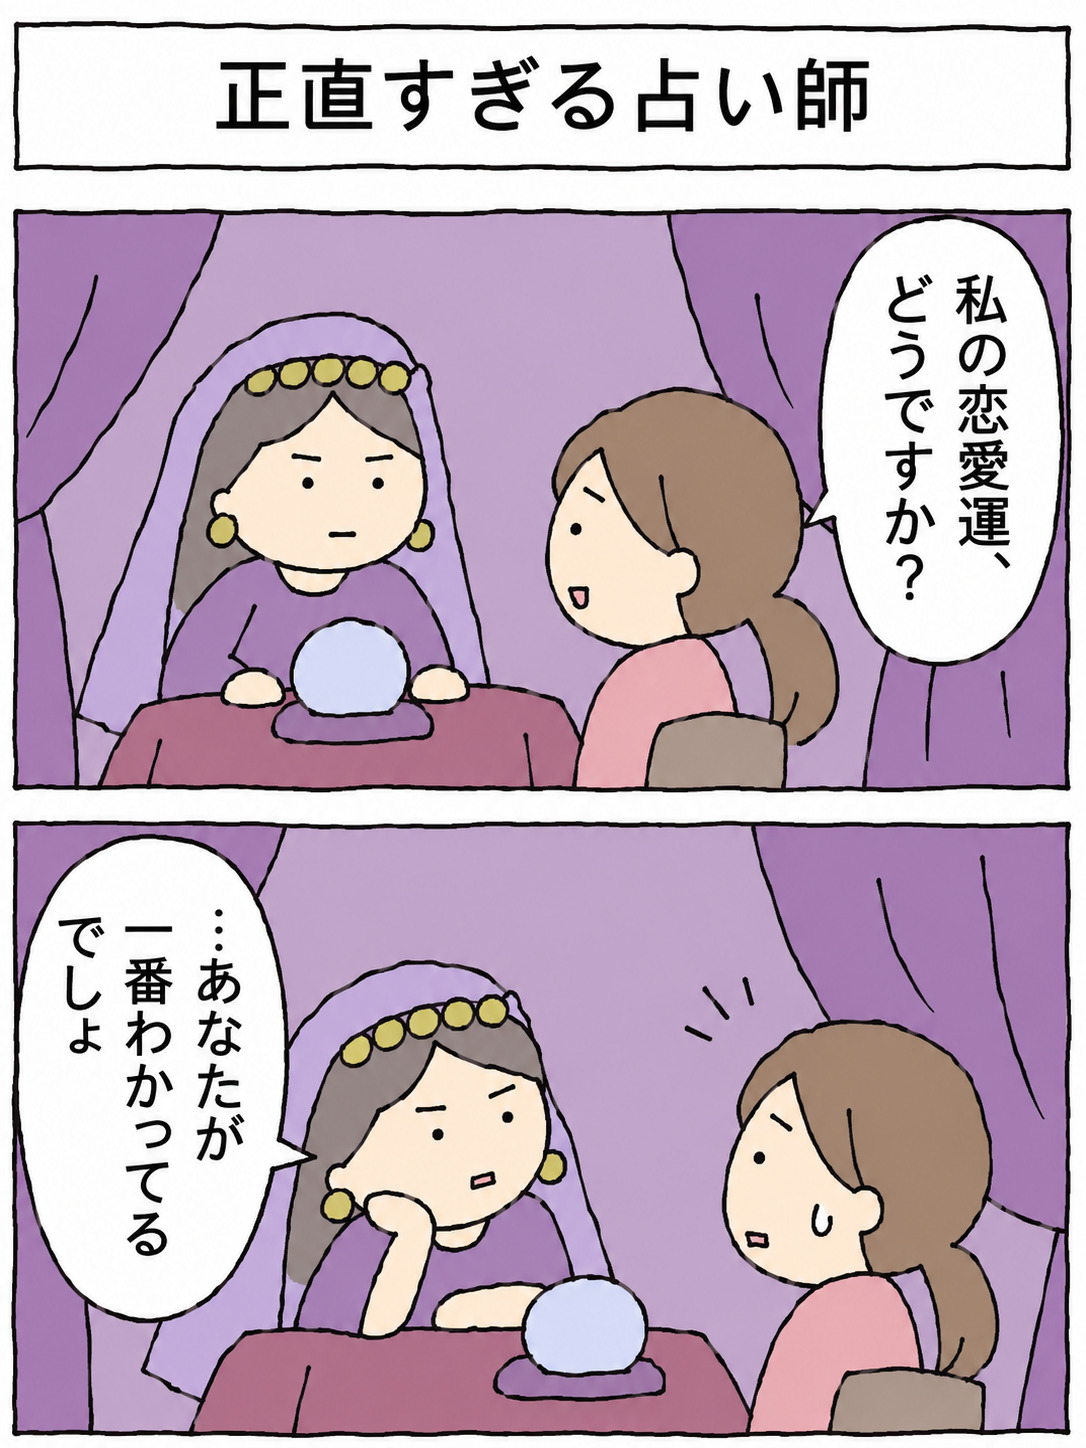 正直すぎる占い師
私の恋愛運、
どうですか？
…あなたが
一番わかってる
でしょ